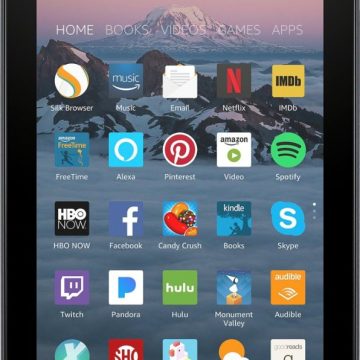 HOME BOOKS VIDEOS GAMES APPS
music
NETFLIX
IMDb
Silk Browser Music Email Netflix IMDb
amazon
FreeTime
amazon
FreeTime Alexa Pinterest Video Spotify
HBO
NOW
kindle
HBO NOW Facebook Candy Crush Books Skype
hulu
audible
Twitch Pandora Hulu Monument Audible
Valley
SHO
goodreads